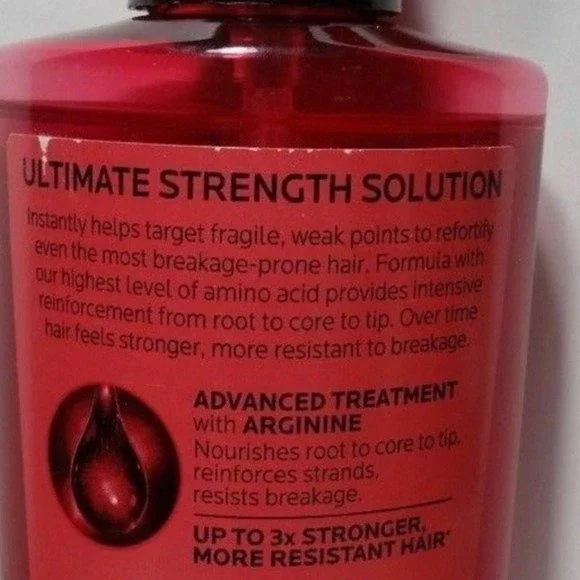 ULTIMATE STRENGTH SOLUTION
Instantly helps target fragile, weak points to refortify
even the most breakage-prone hair. Formula with
our highest level of amino acid provides intensive
reinforcement from root to core to tip. Over time
hair feels stronger, more resistant to breakage.
ADVANCED TREATMENT
with ARGININE
Nourishes root to core to tip,
reinforces strands,
resists breakage.
UP TO 3x STRONGER,
MORE RESISTANT HAIR*